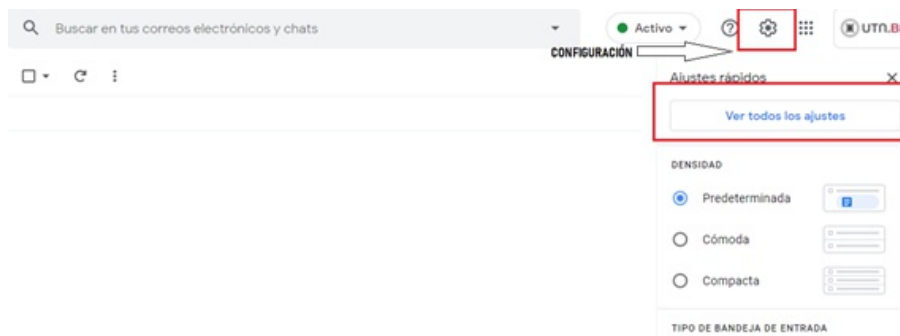 Buscar en tus correos electrónicos y chats
Activo
UTN.B
CONFIGURACIÓN
Ajustes rápidos
Ver todos los ajustes
DENSIDAD
Predeterminada
Cómoda
Compacta
TIPO DE BANDEJA DE ENTRADA